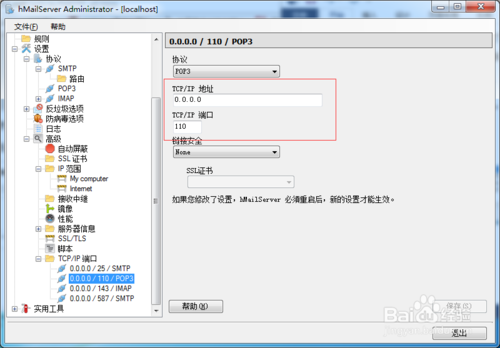 hMailServer Administrator - [localhost]
文件(F) 帮助
规则
设置
协议
SMTP
路由
POP3
IMAP
反垃圾选项
防病毒选项
日志
高级
自动屏蔽
SSL 证书
IP 范围
My computer
Internet
接收中继
镜像
性能
服务器信息
SSL/TLS
脚本
TCP/IP 端口
0.0.0.0 / 25 / SMTP
0.0.0.0 / 110 / POP3
0.0.0.0 / 143 / IMAP
0.0.0.0 / 587 / SMTP
实用工具
0.0.0.0 / 110 / POP3
协议
POP3
TCP/IP 地址
0.0.0.0
TCP/IP 端口
110
链接安全
None
SSL证书
如果您修改了设置，hMailServer 必须重启后，新的设置才能生效。
帮助(H)
保存(S)
Baidu 经验
jingyan.baidu.com
退出